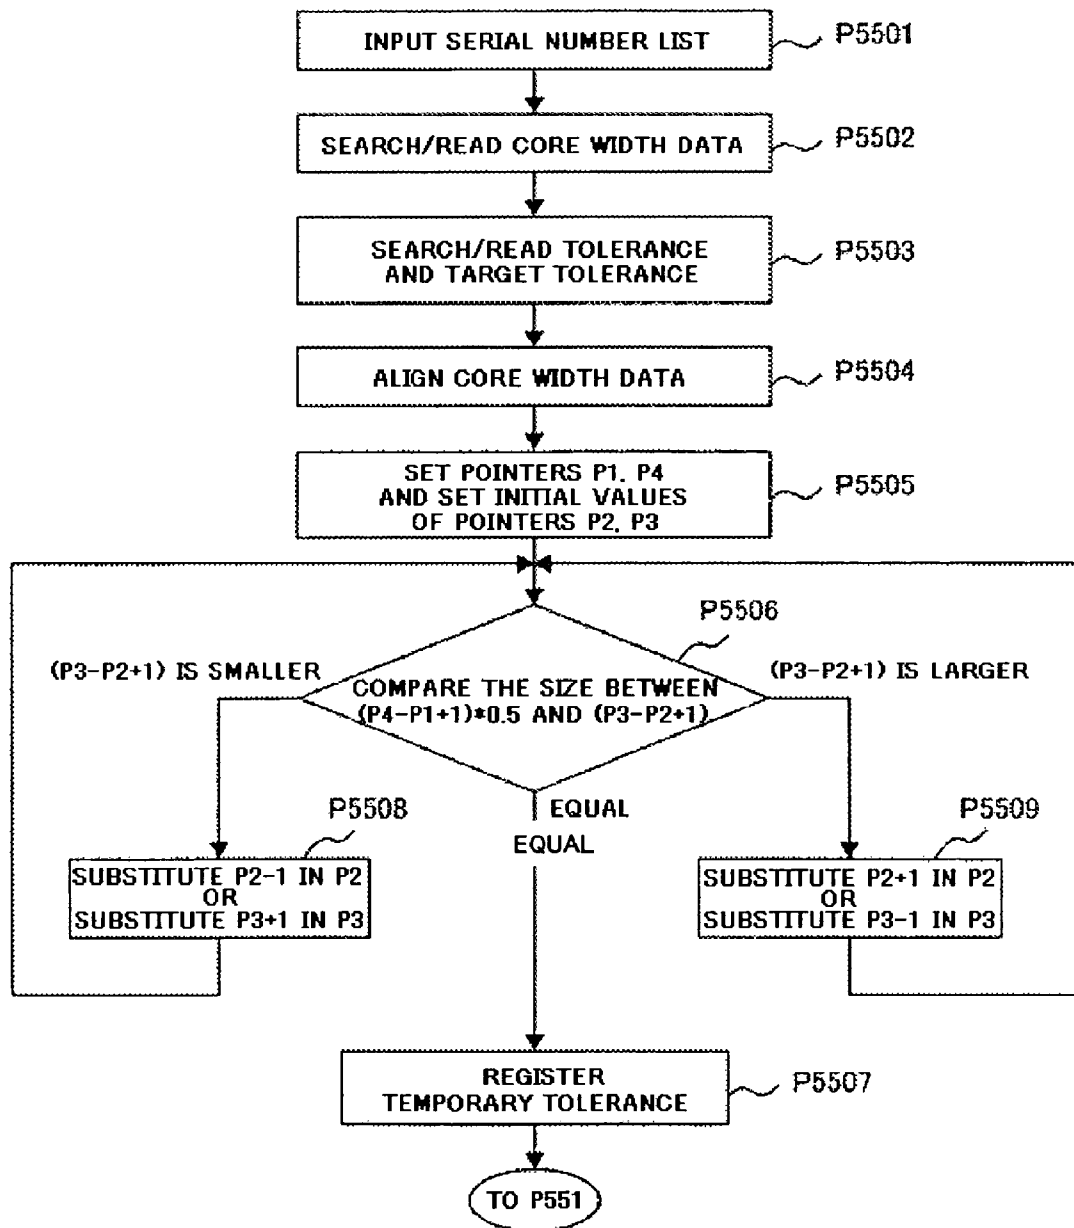 INPUT SERIAL NUMBER LIST
P5501
SEARCH/READ CORE WIDTH DATA
P5502
SEARCH/READ TOLERANCE
AND TARGET TOLERANCE
P5503
ALIGN CORE WIDTH DATA
P5504
SET POINTERS P1, P4
AND SET INITIAL VALUES
OF POINTERS P2, P3
P5505
P5506
(P3-P2+1) IS SMALLER
(P3-P2+1) IS LARGER
COMPARE THE SIZE BETWEEN
(P4-P1+1)*0.5 AND (P3-P2+1)
EQUAL
EQUAL
P5508
SUBSTITUTE P2-1 IN P2
OR
SUBSTITUTE P3+1 IN P3
P5509
SUBSTITUTE P2+1 IN P2
OR
SUBSTITUTE P3-1 IN P3
REGISTER
TEMPORARY TOLERANCE
P5507
TO P551